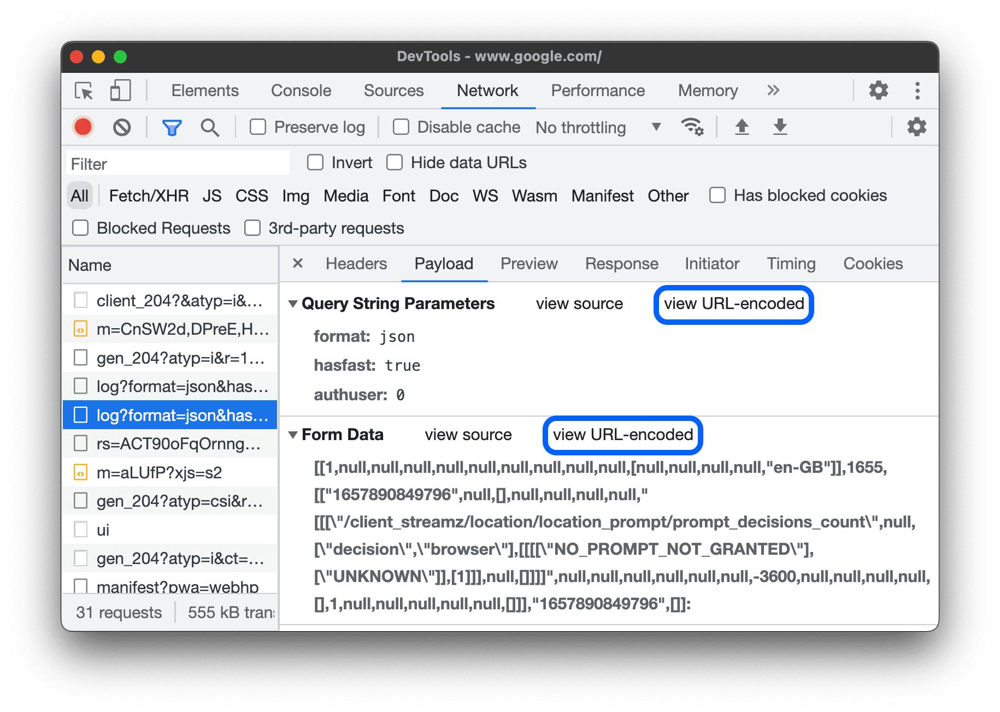 DevTools - www.google.com/
Elements Console Sources Network Performance Memory
Preserve log Disable cache No throttling
Filter Invert Hide data URLs
All Fetch/XHR JS CSS Img Media Font Doc WS Wasm Manifest Other Has blocked cookies
Blocked Requests 3rd-party requests
Name
client_204?&atyp=i&...
m=CnSW2d,DPreE,H...
gen_204?atyp=i&r=1...
log?format=json&has...
log?format=json&has...
rs=ACT90oFqOrnng...
m=aLUfP?xjs=s2
gen_204?atyp=csi&r...
ui
gen_204?atyp=i&ct=...
manifest?pwa=webhp
31 requests 555 kB trans
Headers Payload Preview Response Initiator Timing Cookies
Query String Parameters view source view URL-encoded
format: json
hasfast: true
authuser: 0
Form Data view source view URL-encoded
[[1,null,null,null,null,null,null,null,null,null,[null,null,null,null,"en-GB"]],1655,
[["1657890849796",null,[],null,null,null,null,"
[[[\"/client_streamz/location/location_prompt/prompt_decisions_count\",null,
[\"decision\",\"browser\"],[[[[\"NO_PROMPT_NOT_GRANTED\"],
[\"UNKNOWN\"]],[1]]],null,[]]]]",null,null,null,null,null,null,-3600,null,null,null,null,
[],1,null,null,null,null,null,[]]],"1657890849796",[]]: